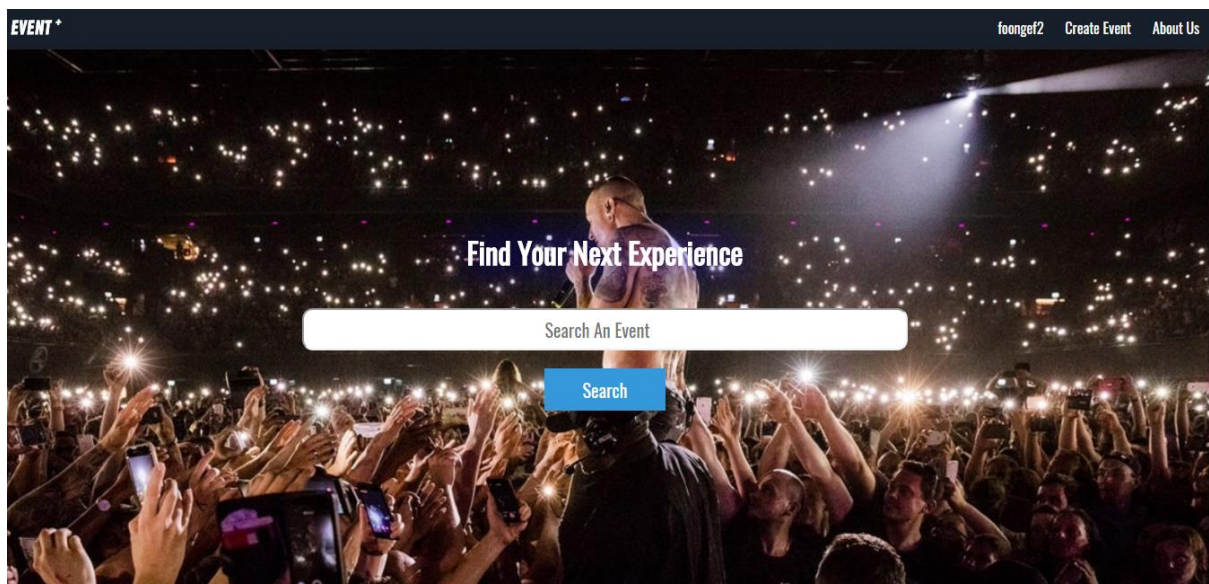 EVENT +
foongef2 Create Event About Us
Find Your Next Experience
Search An Event
Search